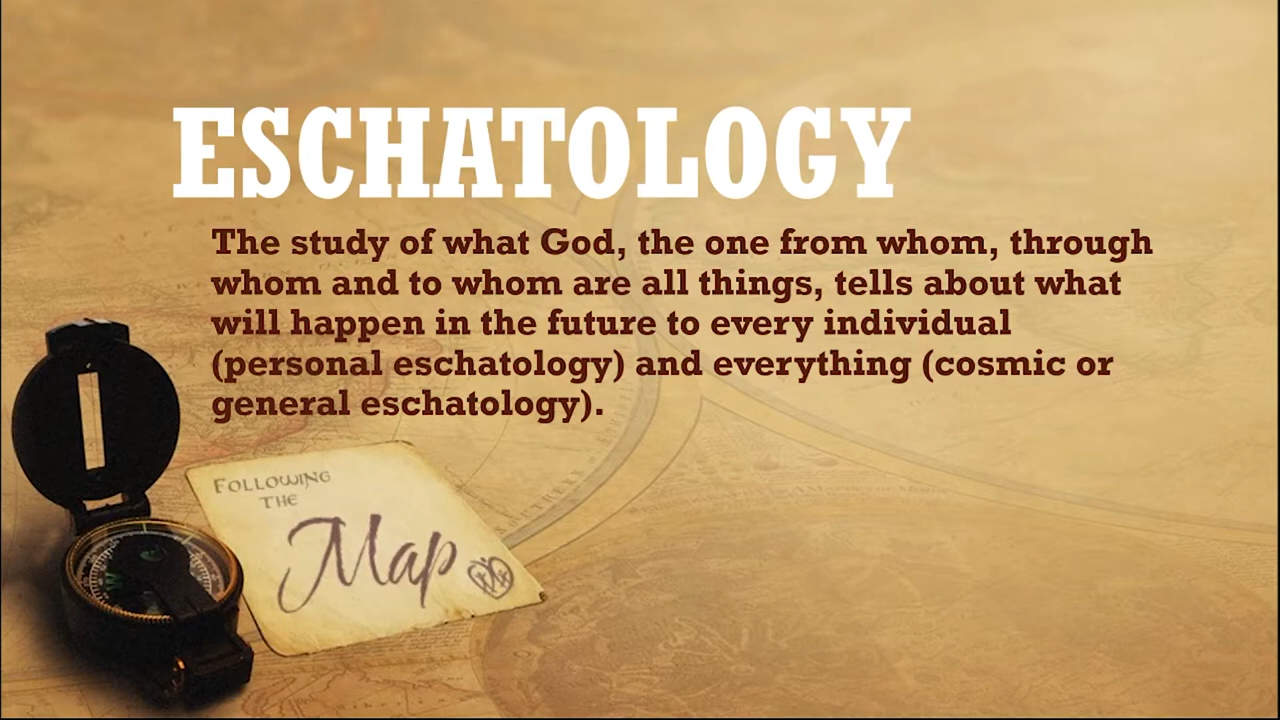 ESCHATOLOGY
The study of what God, the one from whom, through
whom and to whom are all things, tells about what
will happen in the future to every individual
(personal eschatology) and everything (cosmic or
general eschatology).
FOLLOWING
THE
Map